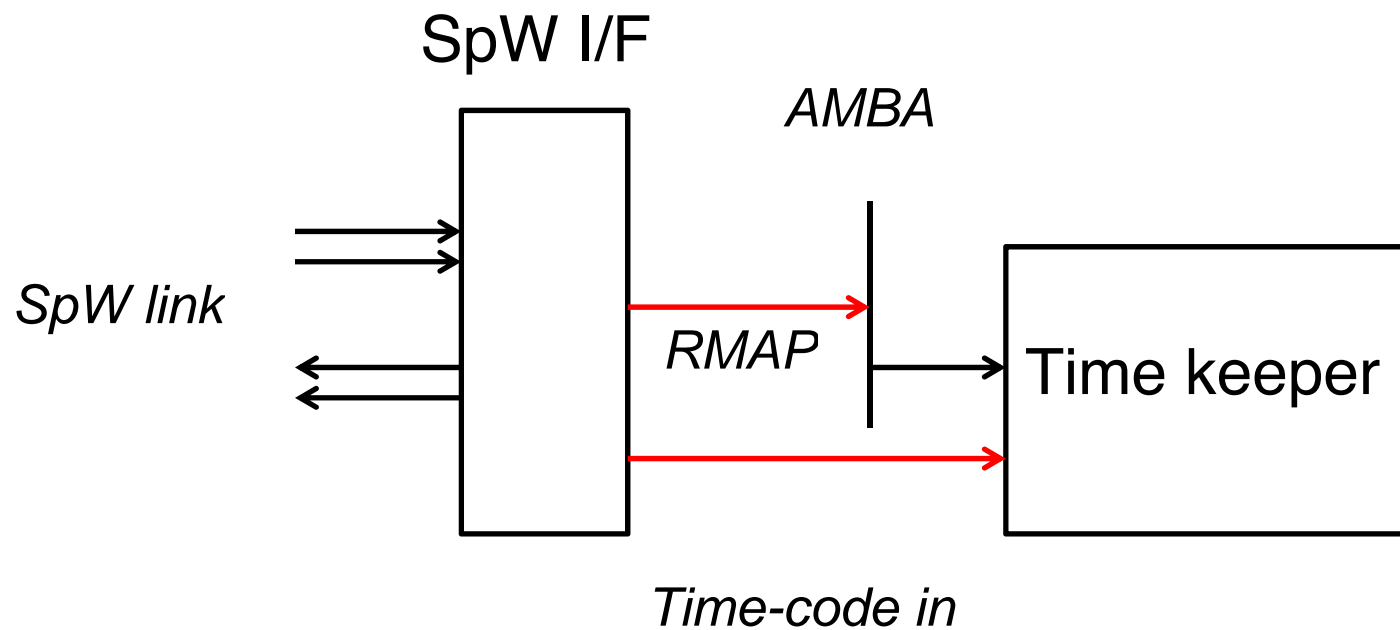 SpW I/F
AMBA
SpW link
RMAP
Time keeper
Time-code in